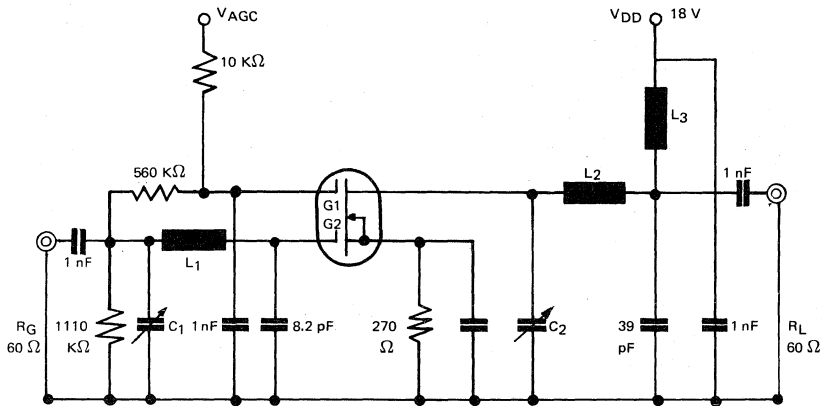 VAGC
VDD 18 V
10 KΩ
L3
560 KΩ
1 nF
L2
G1
G2
1 nF
L1
RG
60 Ω
1110
KΩ
C1
1 nF
8.2 pF
270
Ω
C2
39
pF
1 nF
RL
60 Ω